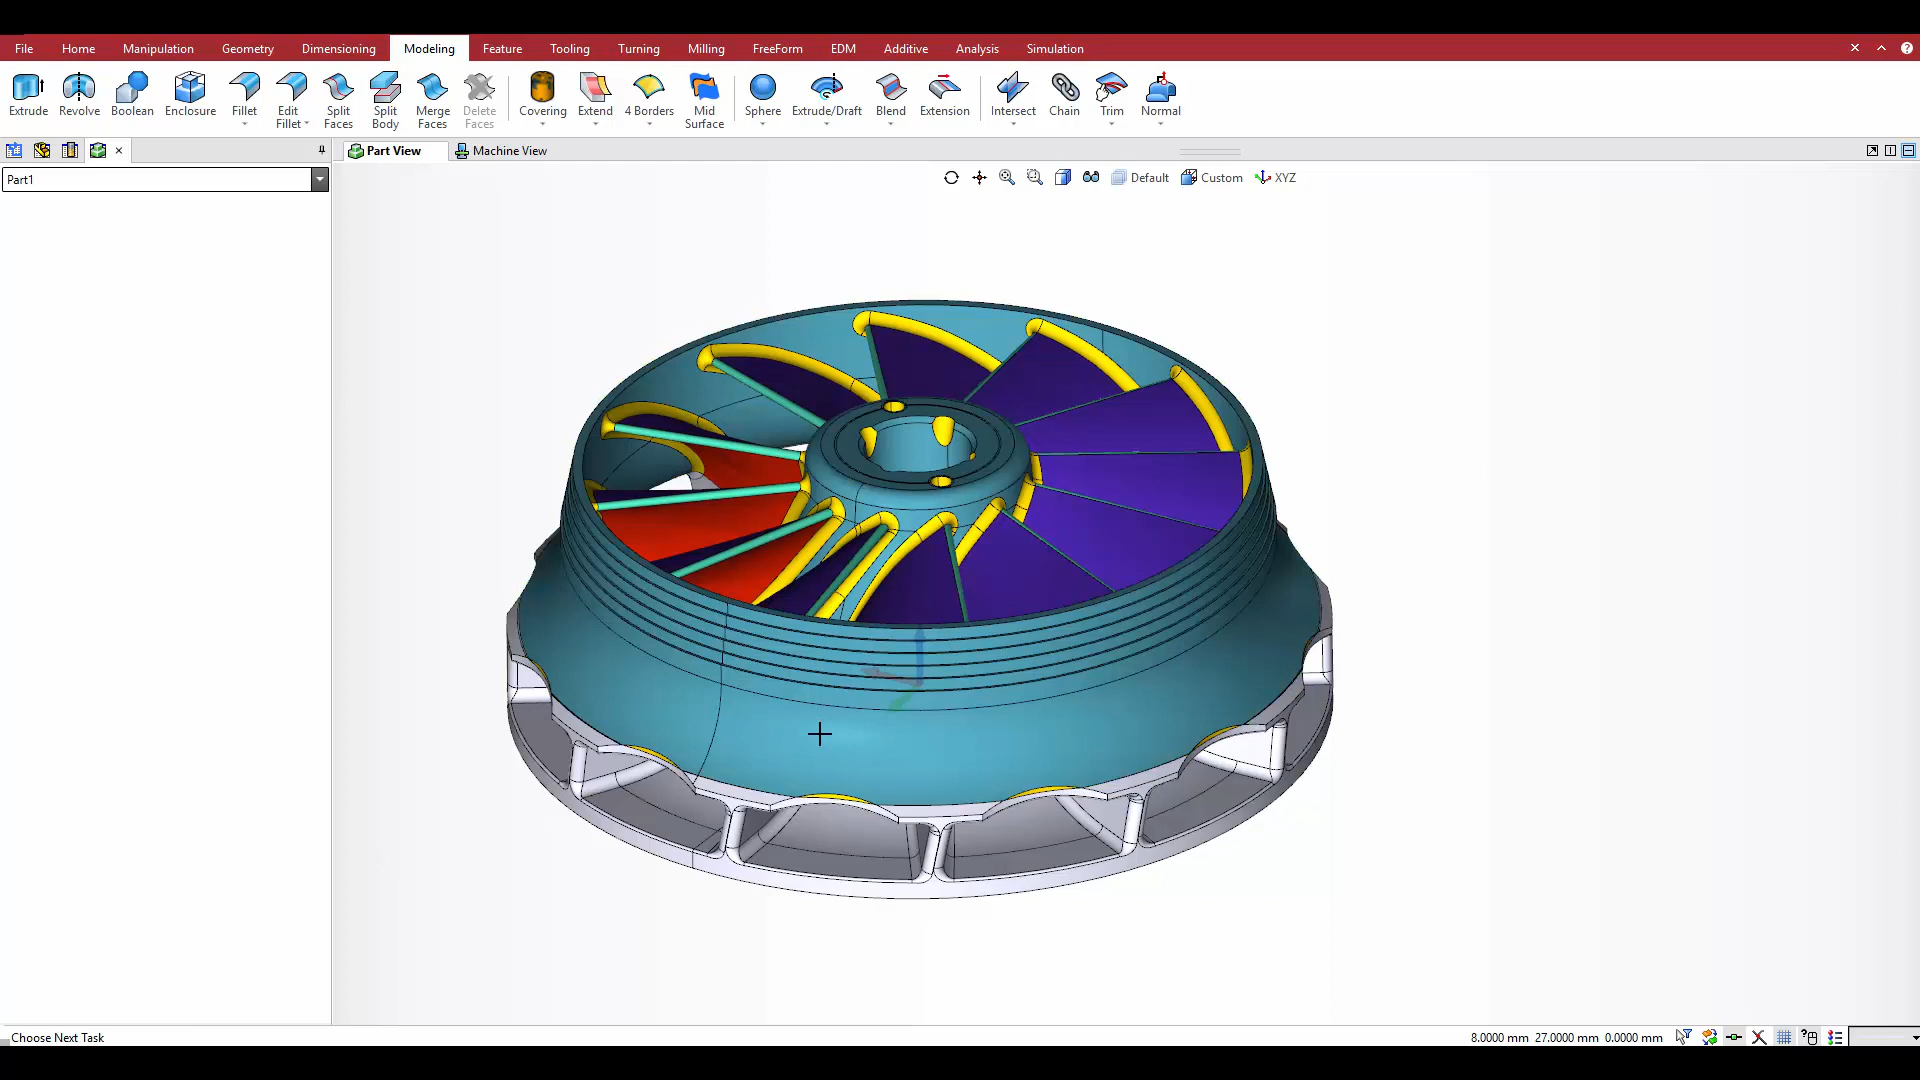 File Home Manipulation Geometry Dimensioning Modeling Feature Tooling Turning Milling FreeForm EDM Additive Analysis Simulation
Extrude Revolve Boolean Enclosure Fillet Edit Fillet Split Faces Split Body Merge Faces Delete Faces Covering Extend 4 Borders Mid Surface Sphere Extrude/Draft Blend Extension Intersect Chain Trim Normal
Part View Machine View
Part1
Default Custom XYZ
Choose Next Task
8.0000 mm 27.0000 mm 0.0000 mm